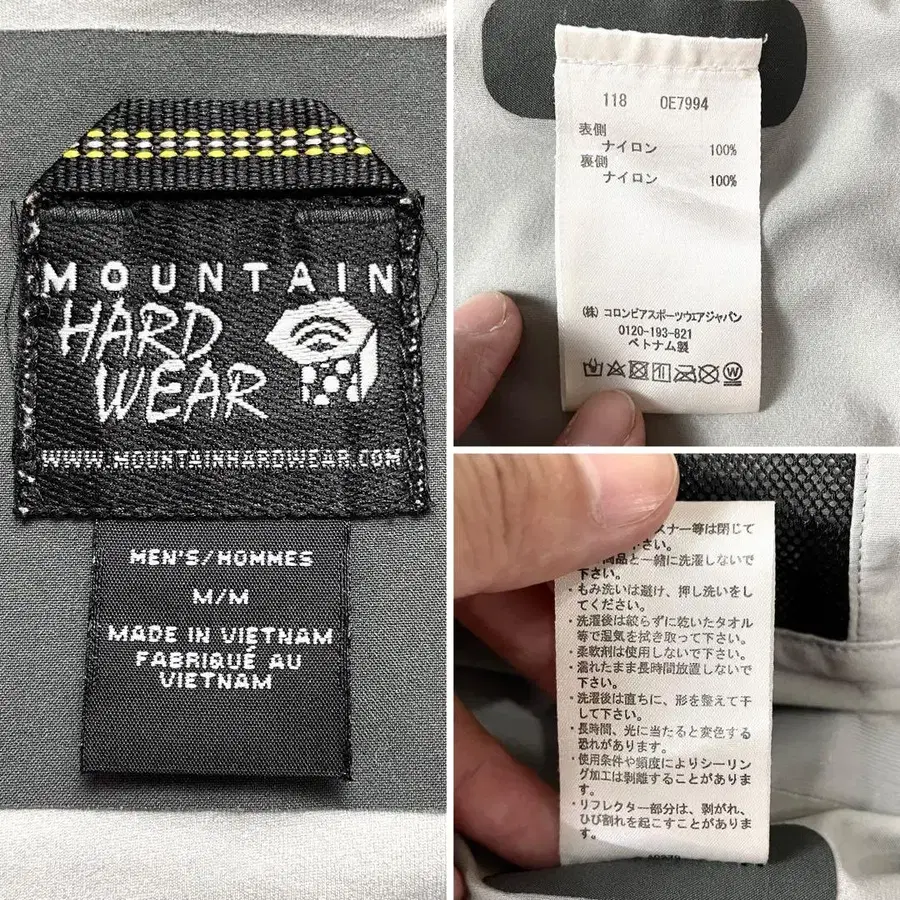 MOUNTAIN
HARD
WEAR
WWW.MOUNTAINHARDWEAR.COM
MEN'S/HOMMES
M/M
MADE IN VIETNAM
FABRIQUÉ AU
VIETNAM
118 OE7994
表側
ナイロン 100%
裏側
ナイロン 100%
(株) コロンビアスポーツウエアジャパン
0120-193-821
ベトナム製
W
スナー等は閉じて
さい。
商品と一緒に洗濯しないで
下さい。
・もみ洗いは避け、押し洗いをし
てください。
・洗濯後は絞らずに乾いたタオル
等で湿気を拭き取って下さい。
・柔軟剤は使用しないで下さい。
・濡れたまま長時間放置しないで
下さい。
・洗濯後は直ちに、形を整えて干
して下さい。
・長時間、光に当たると変色する
恐れがあります。
・使用条件や頻度によりシーリン
グ加工は剥離することがありま
す。
・リフレクター部分は、剥がれ、
ひび割れを起こすことがありま
す。